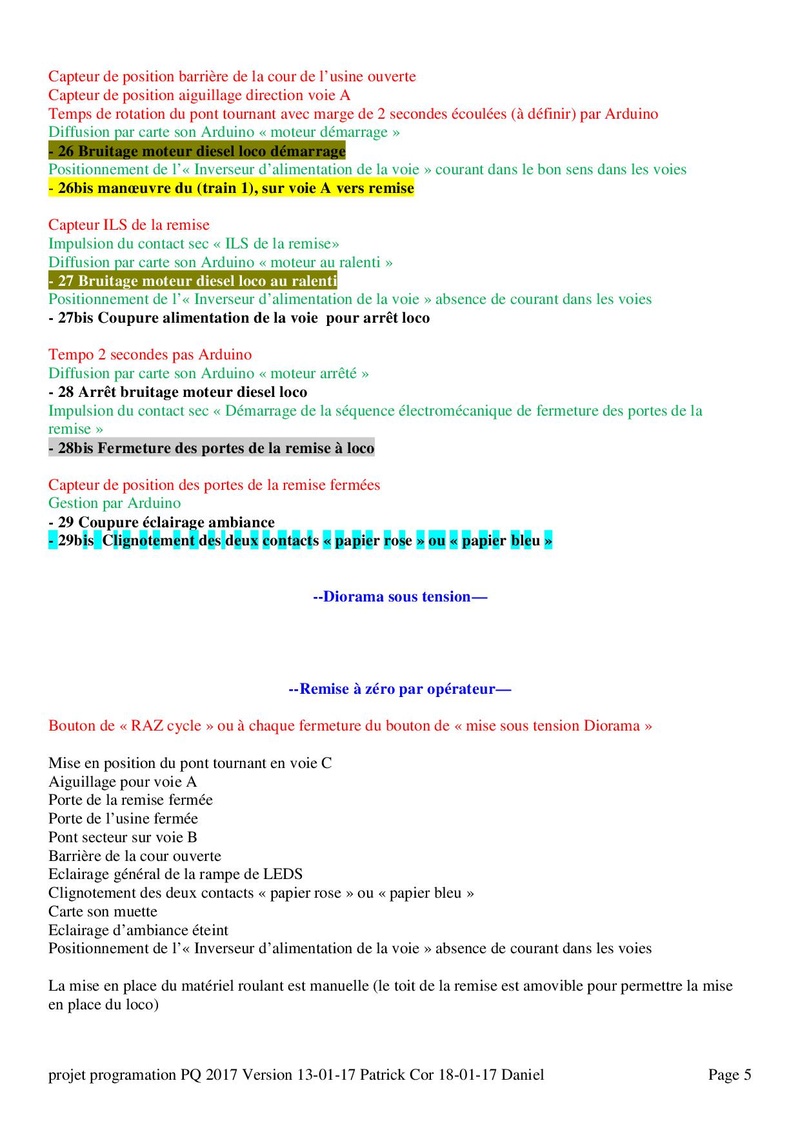 Capteur de position barrière de la cour de l’usine ouverte
Capteur de position aiguillage direction voie A
Temps de rotation du pont tournant avec marge de 2 secondes écoulées (à définir) par Arduino
Diffusion par carte son Arduino « moteur démarrage »
- 26 Bruitage moteur diesel loco démarrage
Positionnement de l’« Inverseur d’alimentation de la voie » courant dans le bon sens dans les voies
- 26bis manœuvre du (train 1), sur voie A vers remise
Capteur ILS de la remise
Impulsion du contact sec « ILS de la remise»
Diffusion par carte son Arduino « moteur au ralenti »
- 27 Bruitage moteur diesel loco au ralenti
Positionnement de l’« Inverseur d’alimentation de la voie » absence de courant dans les voies
- 27bis Coupure alimentation de la voie  pour arrêt loco
Tempo 2 secondes pas Arduino
Diffusion par carte son Arduino « moteur arrêté »
- 28 Arrêt bruitage moteur diesel loco
Impulsion du contact sec « Démarrage de la séquence électromécanique de fermeture des portes de la
remise »
- 28bis Fermeture des portes de la remise à loco
Capteur de position des portes de la remise fermées
Gestion par Arduino
- 29 Coupure éclairage ambiance
- 29bis  Clignotement des deux contacts « papier rose » ou « papier bleu »
--Diorama sous tension—
--Remise à zéro par opérateur—
Bouton de « RAZ cycle » ou à chaque fermeture du bouton de « mise sous tension Diorama »
Mise en position du pont tournant en voie C
Aiguillage pour voie A
Porte de la remise fermée
Porte de l’usine fermée
Pont secteur sur voie B
Barrière de la cour ouverte
Eclairage général de la rampe de LEDS
Clignotement des deux contacts « papier rose » ou « papier bleu »
Carte son muette
Eclairage d’ambiance éteint
Positionnement de l’« Inverseur d’alimentation de la voie » absence de courant dans les voies
La mise en place du matériel roulant est manuelle (le toit de la remise est amovible pour permettre la mise
en place du loco)
projet programation PQ 2017 Version 13-01-17 Patrick Cor 18-01-17 Daniel Page 5